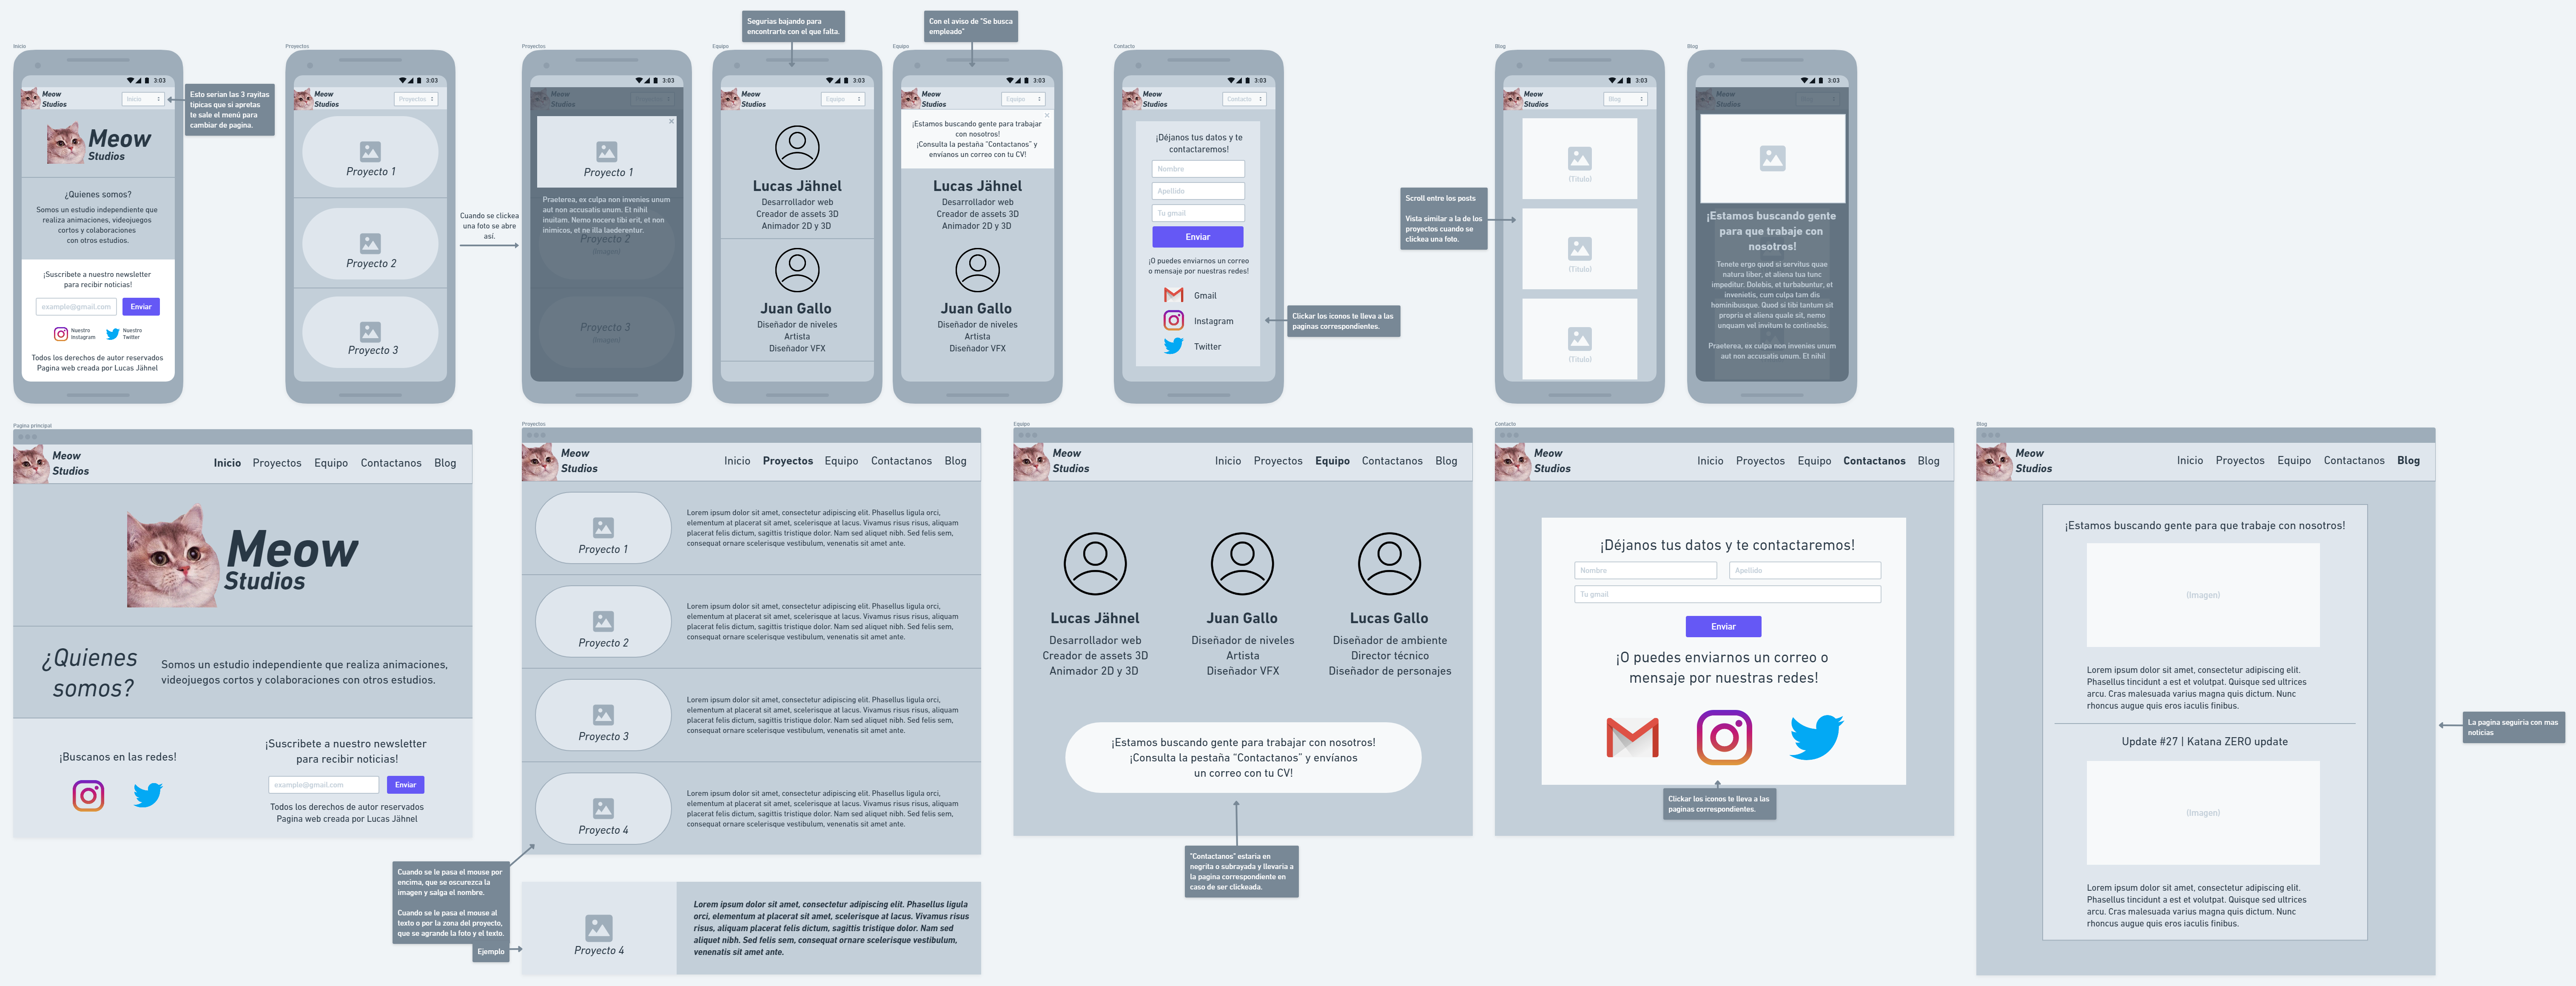 Inicio
3:03
Meow
Studios
Inicio
Esto serian las 3 rayitas
tipicas que si apretas
te sale el menú para
cambiar de pagina.
Meow
Studios
¿Quienes somos?
Somos un estudio independiente que
realiza animaciones, videojuegos
cortos y colaboraciones
con otros estudios.
¡Suscribete a nuestro newsletter
para recibir noticias!
example@gmail.com
Enviar
Nuestro
Instagram
Nuestro
Twitter
Todos los derechos de autor reservados
Pagina web creada por Lucas Jähnel
Proyectos
3:03
Meow
Studios
Proyectos
Proyecto 1
Proyecto 2
Proyecto 3
Cuando se clickea
una foto se abre
asi.
Proyectos
3:03
Meow
Studios
Proyecto 1
Praeterea, ex culpa non invenies unum
aut non accusatis unum. Et nihil
inuitam. Nemo nocere tibi erit, et non
inimicos, et ne illa laederentur.
Proyecto 2
(Imagen)
Proyecto 3
(Imagen)
Segurias bajando para
encontrarte con el que falta.
Equipo
3:03
Meow
Studios
Equipo
Lucas Jähnel
Desarrollador web
Creador de assets 3D
Animador 2D y 3D
Juan Gallo
Diseñador de niveles
Artista
Diseñador VFX
Con el aviso de "Se busca
empleado"
Equipo
3:03
Meow
Studios
Equipo
¡Estamos buscando gente para trabajar
con nosotros!
¡Consulta la pestaña "Contactanos" y
envíanos un correo con tu CV!
Lucas Jähnel
Desarrollador web
Creador de assets 3D
Animador 2D y 3D
Juan Gallo
Diseñador de niveles
Artista
Diseñador VFX
Contacto
3:03
Meow
Studios
Contacto
¡Déjanos tus datos y te
contactaremos!
Nombre
Apellido
Tu gmail
Enviar
¡O puedes enviarnos un correo
o mensaje por nuestras redes!
Gmail
Instagram
Twitter
Clickar los iconos te lleva a las
paginas correspondientes.
Scroll entre los posts
Vista similar a la de los
proyectos cuando se
clickea una foto.
Blog
3:03
Meow
Studios
Blog
(Titulo)
(Titulo)
(Titulo)
Blog
3:03
Meow
Studios
¡Estamos buscando gente
para que trabaje con
nosotros!
Tenete ergo quod si servitus quae
natura liber, et aliena tua tunc
impeditur. Dolebis, et turbabuntur, et
invenietis, cum culpa tam dis
hominibusque. Quod si tibi tantum sit
propria et aliena quale sit, nemo
unquam vel invitum te continebis.
Praeterea, ex culpa non invenies unum
aut non accusatis unum. Et nihil
Pagina principal
Meow
Studios
Inicio Proyectos Equipo Contactanos Blog
Meow
Studios
¿Quienes
somos?
Somos un estudio independiente que realiza animaciones,
videojuegos cortos y colaboraciones con otros estudios.
¡Buscanos en las redes!
¡Suscribete a nuestro newsletter
para recibir noticias!
example@gmail.com
Enviar
Todos los derechos de autor reservados
Pagina web creada por Lucas Jähnel
Proyectos
Meow
Studios
Inicio Proyectos Equipo Contactanos Blog
Proyecto 1
Lorem ipsum dolor sit amet, consectetur adipiscing elit. Phasellus ligula orci,
elementum at placerat sit amet, scelerisque at lacus. Vivamus risus risus, aliquam
placerat felis dictum, sagittis tristique dolor. Nam sed aliquet nibh. Sed felis sem,
consequat ornare scelerisque vestibulum, venenatis sit amet ante.
Proyecto 2
Lorem ipsum dolor sit amet, consectetur adipiscing elit. Phasellus ligula orci,
elementum at placerat sit amet, scelerisque at lacus. Vivamus risus risus, aliquam
placerat felis dictum, sagittis tristique dolor. Nam sed aliquet nibh. Sed felis sem,
consequat ornare scelerisque vestibulum, venenatis sit amet ante.
Proyecto 3
Lorem ipsum dolor sit amet, consectetur adipiscing elit. Phasellus ligula orci,
elementum at placerat sit amet, scelerisque at lacus. Vivamus risus risus, aliquam
placerat felis dictum, sagittis tristique dolor. Nam sed aliquet nibh. Sed felis sem,
consequat ornare scelerisque vestibulum, venenatis sit amet ante.
Proyecto 4
Lorem ipsum dolor sit amet, consectetur adipiscing elit. Phasellus ligula orci,
elementum at placerat sit amet, scelerisque at lacus. Vivamus risus risus, aliquam
placerat felis dictum, sagittis tristique dolor. Nam sed aliquet nibh. Sed felis sem,
consequat ornare scelerisque vestibulum, venenatis sit amet ante.
Cuando se le pasa el mouse por
encima, que se oscurezca la
imagen y salga el nombre.
Cuando se le pasa el mouse al
texto o por la zona del proyecto,
que se agrande la foto y el texto.
Ejemplo
Proyecto 4
Lorem ipsum dolor sit amet, consectetur adipiscing elit. Phasellus ligula
orci, elementum at placerat sit amet, scelerisque at lacus. Vivamus risus
risus, aliquam placerat felis dictum, sagittis tristique dolor. Nam sed
aliquet nibh. Sed felis sem, consequat ornare scelerisque vestibulum,
venenatis sit amet ante.
Equipo
Meow
Studios
Inicio Proyectos Equipo Contactanos Blog
Lucas Jähnel
Desarrollador web
Creador de assets 3D
Animador 2D y 3D
Juan Gallo
Diseñador de niveles
Artista
Diseñador VFX
Lucas Gallo
Diseñador de ambiente
Director técnico
Diseñador de personajes
¡Estamos buscando gente para trabajar con nosotros!
¡Consulta la pestaña "Contactanos" y envíanos
un correo con tu CV!
"Contactanos" estaria en
negrita o subrayada y llevaria a
la pagina correspondiente en
caso de ser clickeada.
Contacto
Meow
Studios
Inicio Proyectos Equipo Contactanos Blog
¡Déjanos tus datos y te contactaremos!
Nombre
Apellido
Tu gmail
Enviar
¡O puedes enviarnos un correo o
mensaje por nuestras redes!
Clickar los iconos te lleva a las
paginas correspondientes.
Blog
Meow
Studios
Inicio Proyectos Equipo Contactanos Blog
¡Estamos buscando gente para que trabaje con nosotros!
(Imagen)
Lorem ipsum dolor sit amet, consectetur adipiscing elit.
Phasellus tincidunt a est et volutpat. Quisque sed ultrices
arcu. Cras malesuada varius magna quis dictum. Nunc
rhoncus augue quis eros iaculis finibus.
Update #27 | Katana ZERO update
(Imagen)
Lorem ipsum dolor sit amet, consectetur adipiscing elit.
Phasellus tincidunt a est et volutpat. Quisque sed ultrices
arcu. Cras malesuada varius magna quis dictum. Nunc
rhoncus augue quis eros iaculis finibus.
La pagina seguiria con mas
noticias